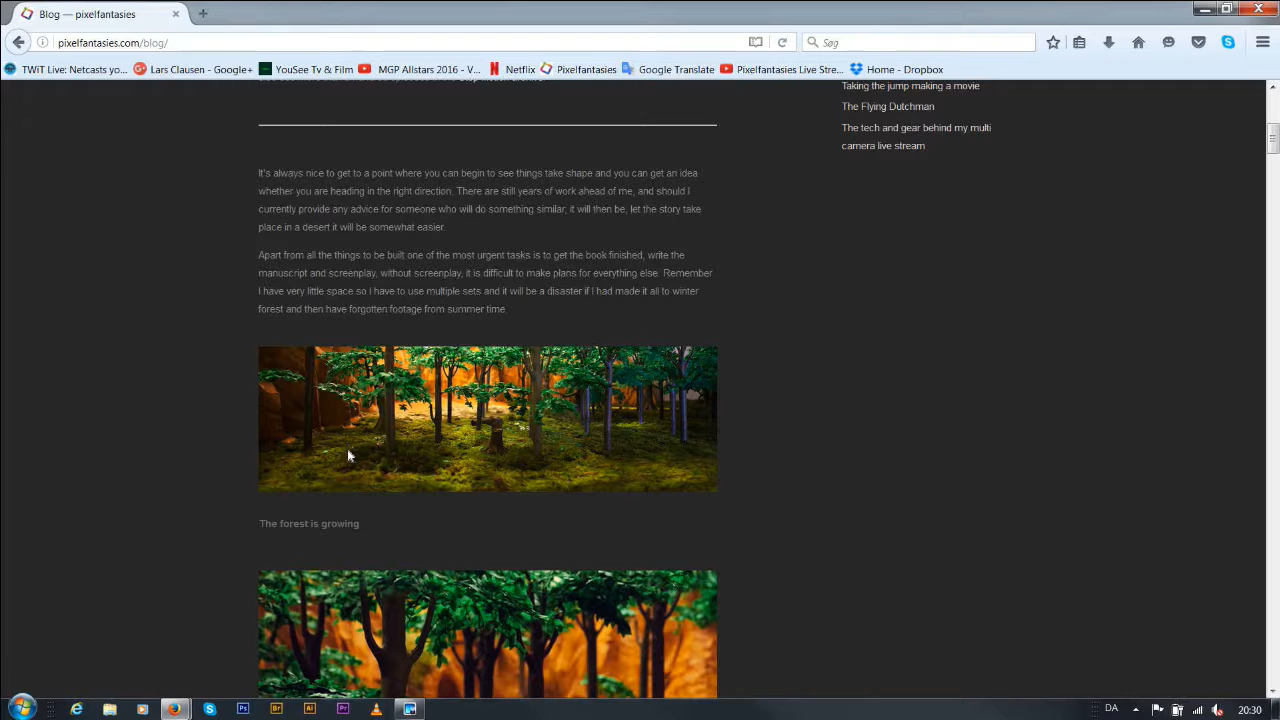 Blog — pixelfantasies
pixelfantasies.com/blog/
Søg
TWiT Live: Netcasts yo...
Lars Clausen - Google+
YouSee Tv & Film
MGP Allstars 2016 - V...
Netflix
Pixelfantasies
Google Translate
Pixelfantasies Live Stre...
Home - Dropbox
Taking the jump making a movie
The Flying Dutchman
The tech and gear behind my multi
camera live stream
It's always nice to get to a point where you can begin to see things take shape and you can get an idea
whether you are heading in the right direction. There are still years of work ahead of me, and should I
currently provide any advice for someone who will do something similar, it will then be, let the story take
place in a desert it will be somewhat easier.
Apart from all the things to be built one of the most urgent tasks is to get the book finished, write the
manuscript and screenplay, without screenplay, it is difficult to make plans for everything else. Remember
I have very little space so I have to use multiple sets and it will be a disaster if I had made it all to winter
forest and then have forgotten footage from summer time.
The forest is growing
Ps
Br
Ai
Pr
DA
20:30